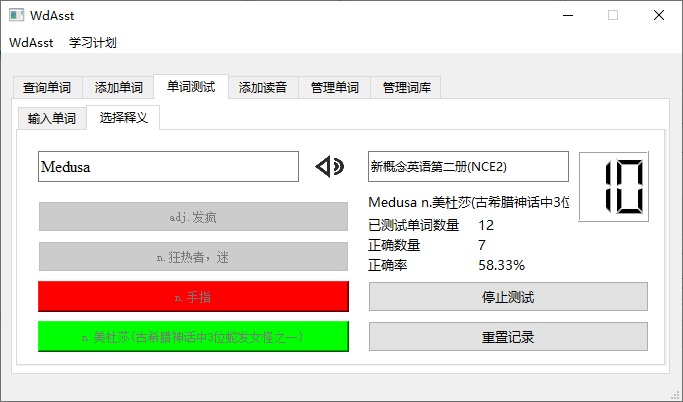 WdAsst
WdAsst 学习计划
查询单词 添加单词 单词测试 添加读音 管理单词 管理词库
输入单词 选择释义
Medusa
新概念英语第二册(NCE2)
10
Medusa n.美杜莎(古希腊神话中3位
adj.发疯
已测试单词数量 12
正确数量 7
n.狂热者，迷
正确率 58.33%
n.手指
停止测试
n.美杜莎(古希腊神话中3位蛇发女怪之一)
重置记录